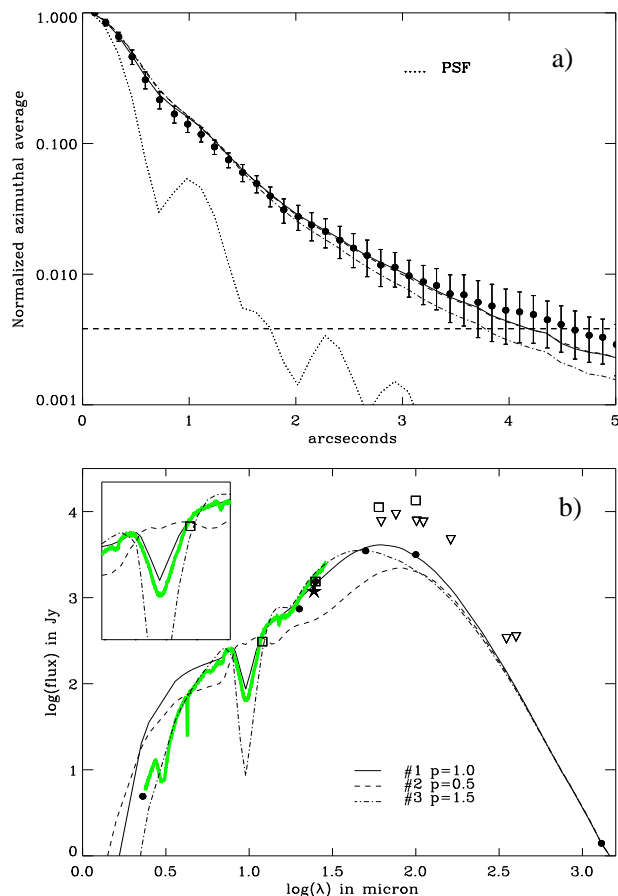 1.000
0.100
0.010
0.001
Normalized azimuthal average
PSF
a)
0 1 2 3 4 5
arcseconds
4
3
2
1
0
log(flux) in Jy
b)
#1 p=1.0
#2 p=0.5
#3 p=1.5
0.0 0.5 1.0 1.5 2.0 2.5 3.0
log(λ) in micron